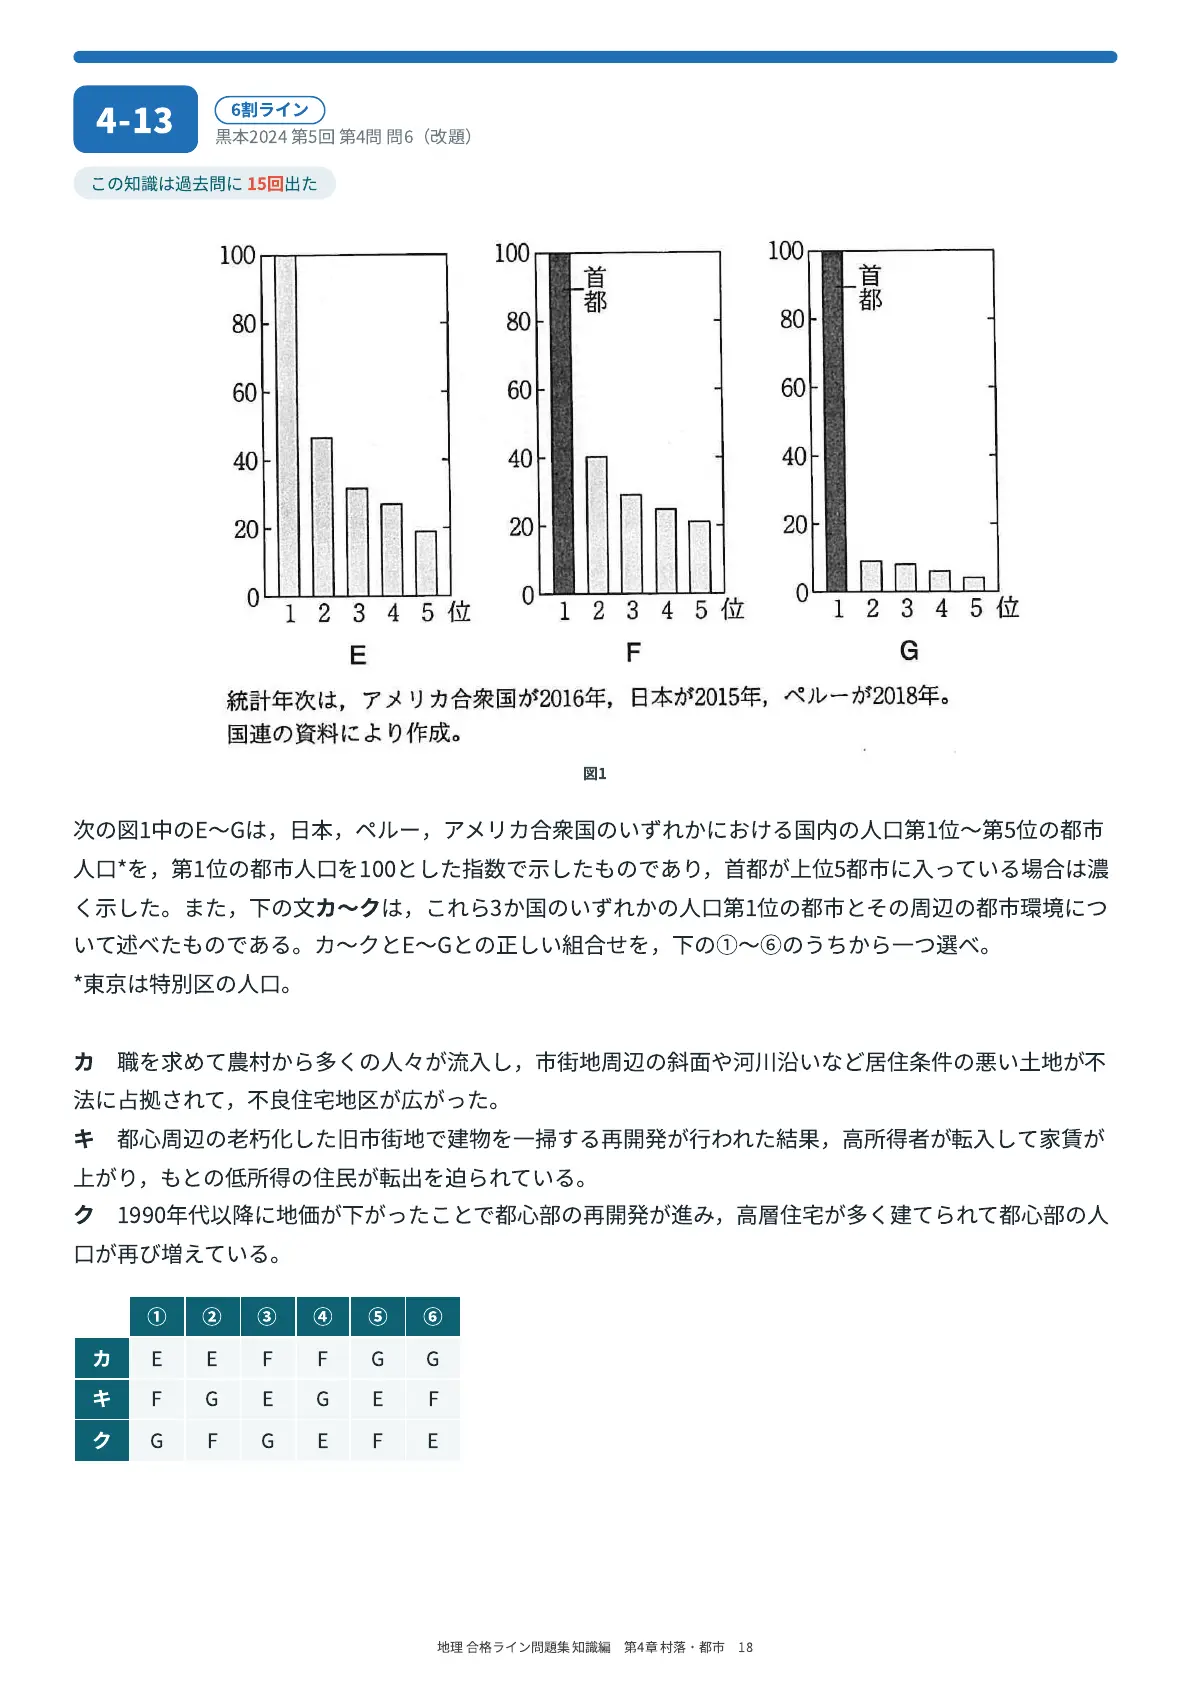 4-13
6割ライン
黒本2024 第5回 第4問 問6（改題）
この知識は過去問に 15回出た
100
80
60
40
20
0
1 2 3 4 5 位
E
100
80
60
40
20
0
首都
1 2 3 4 5 位
F
100
80
60
40
20
0
首都
1 2 3 4 5 位
G
統計年次は，アメリカ合衆国が2016年，日本が2015年，ペルーが2018年。
国連の資料により作成。
図1
次の図1中のE～Gは，日本，ペルー，アメリカ合衆国のいずれかにおける国内の人口第1位～第5位の都市
人口*を，第1位の都市人口を100とした指数で示したものであり，首都が上位5都市に入っている場合は濃
く示した。また，下の文カ～クは，これら3か国のいずれかの人口第1位の都市とその周辺の都市環境につ
いて述べたものである。カ～クとE～Gとの正しい組合せを，下の①～⑥のうちから一つ選べ。
*東京は特別区の人口。
カ　職を求めて農村から多くの人々が流入し，市街地周辺の斜面や河川沿いなど居住条件の悪い土地が不
法に占拠されて，不良住宅地区が広がった。
キ　都心周辺の老朽化した旧市街地で建物を一掃する再開発が行われた結果，高所得者が転入して家賃が
上がり，もとの低所得の住民が転出を迫られている。
ク　1990年代以降に地価が下がったことで都心部の再開発が進み，高層住宅が多く建てられて都心部の人
口が再び増えている。
① ② ③ ④ ⑤ ⑥
カ E E F F G G
キ F G E G E F
ク G F G E F E
地理 合格ライン問題集 知識編　第4章 村落・都市　18